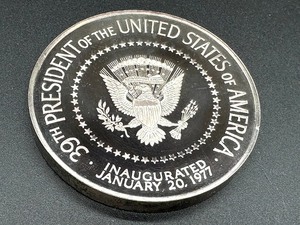 39TH PRESIDENT OF THE UNITED STATES OF AMERICA
INAUGURATED
JANUARY 20, 1977